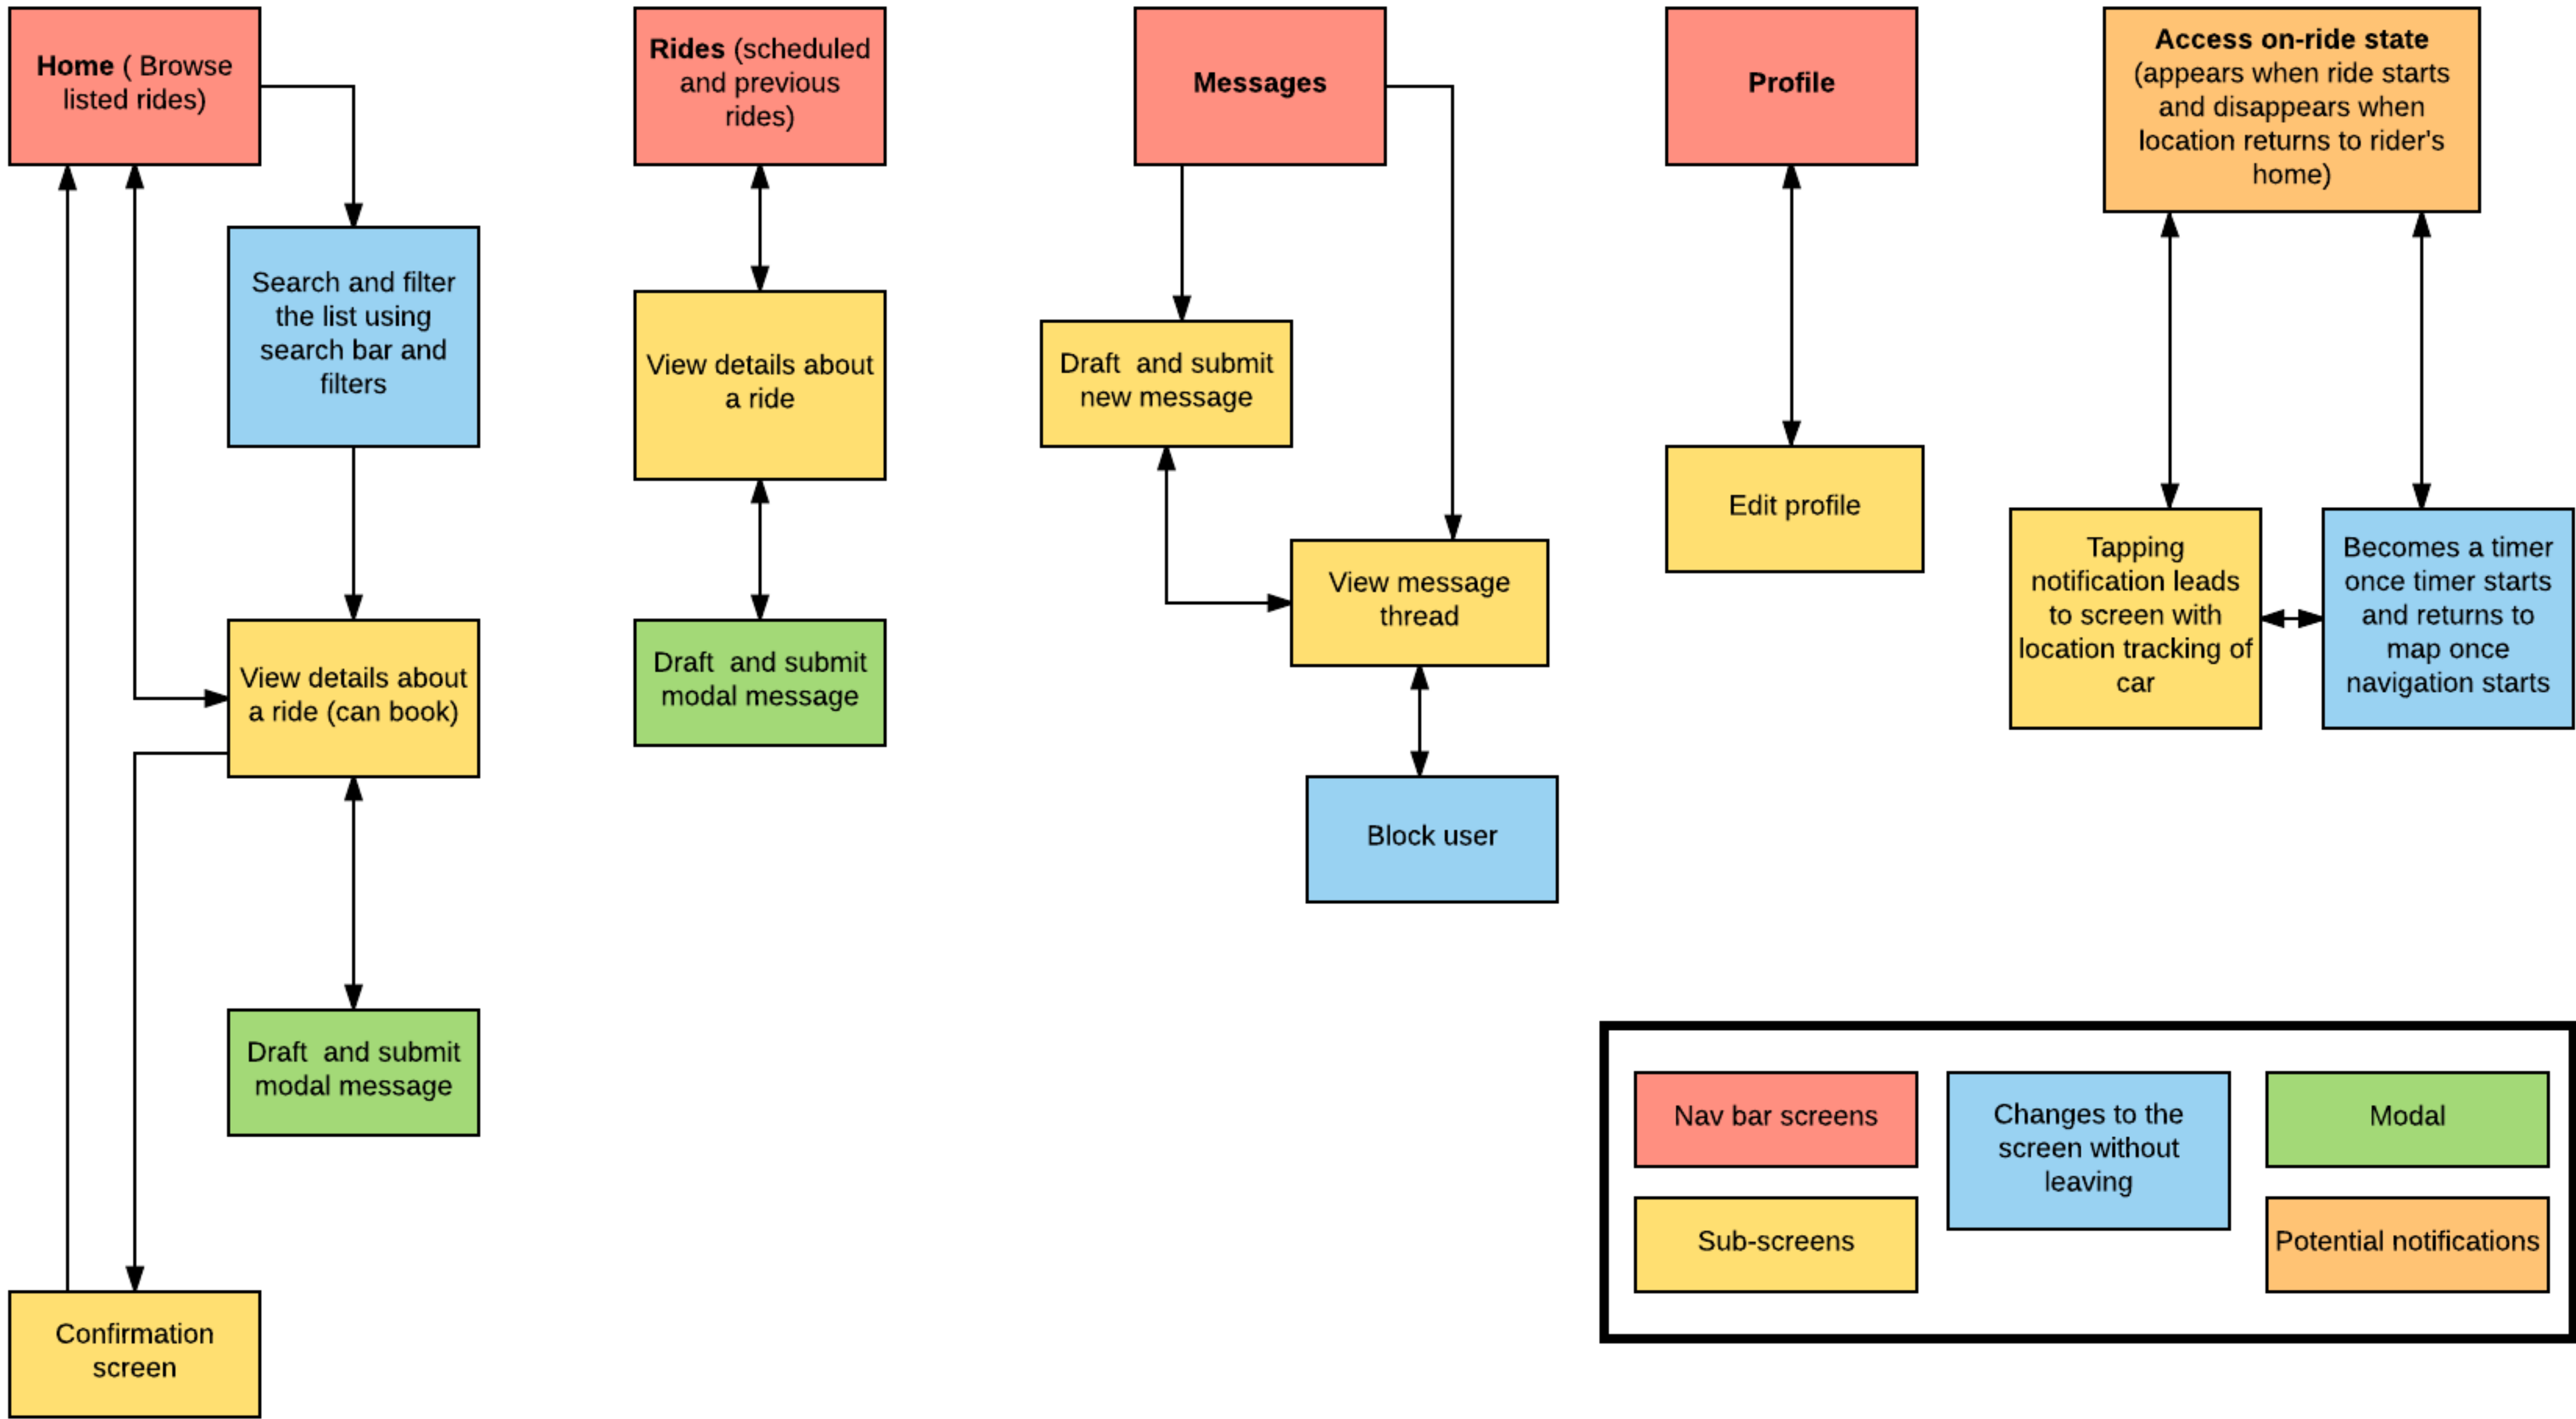 Home ( Browse
listed rides)
Search and filter
the list using
search bar and
filters
View details about
a ride (can book)
Draft  and submit
modal message
Confirmation
screen
Rides (scheduled
and previous
rides)
View details about
a ride
Draft  and submit
modal message
Messages
Draft  and submit
new message
View message
thread
Block user
Profile
Edit profile
Access on-ride state
(appears when ride starts
and disappears when
location returns to rider's
home)
Tapping
notification leads
to screen with
location tracking of
car
Becomes a timer
once timer starts
and returns to
map once
navigation starts
Nav bar screens
Changes to the
screen without
leaving
Modal
Sub-screens
Potential notifications